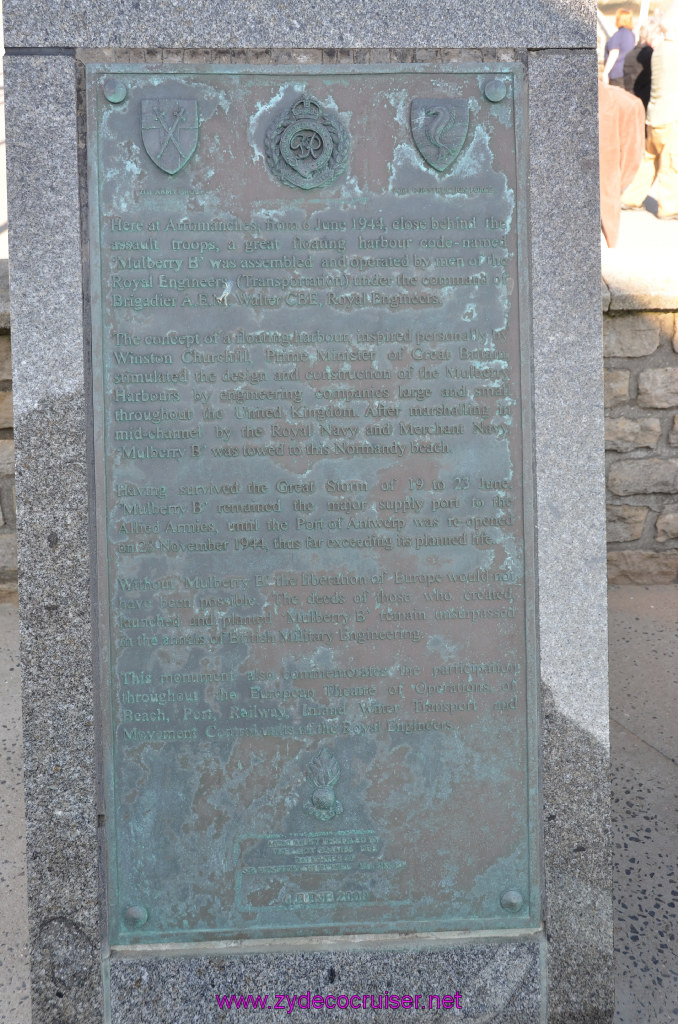 Here at Arromanches, from 6 June 1944, close behind the
assault troops, a great floating harbour code-named
'Mulberry B' was assembled and operated by men of the
Royal Engineers (Transportation) under the command of
Brigadier A.E.M. Walter CBE, Royal Engineers.
The concept of a floating harbour, inspired personally by
Winston Churchill, Prime Minister of Great Britain,
stimulated the design and construction of the Mulberry
Harbours by engineering companies large and small
throughout the United Kingdom. After marshalling in
mid-channel by the Royal Navy and Merchant Navy,
'Mulberry B' was towed to this Normandy beach.
Having survived the Great Storm of 19 to 23 June,
'Mulberry B' remained the major supply port to the
Allied Armies, until the Port of Antwerp was re-opened
on November 1944, thus far exceeding its planned life.
Without 'Mulberry B' the liberation of Europe would not
have been possible. The deeds of those who created,
launched and manned 'Mulberry B' remain unsurpassed
in the annals of British Military Engineering.
This monument also commemorates the participation
throughout the European Theatre of Operations, of
Beach, Port, Railway, Inland Water Transport and
Movement Control units of the Royal Engineers.
www.zydecocruiser.net